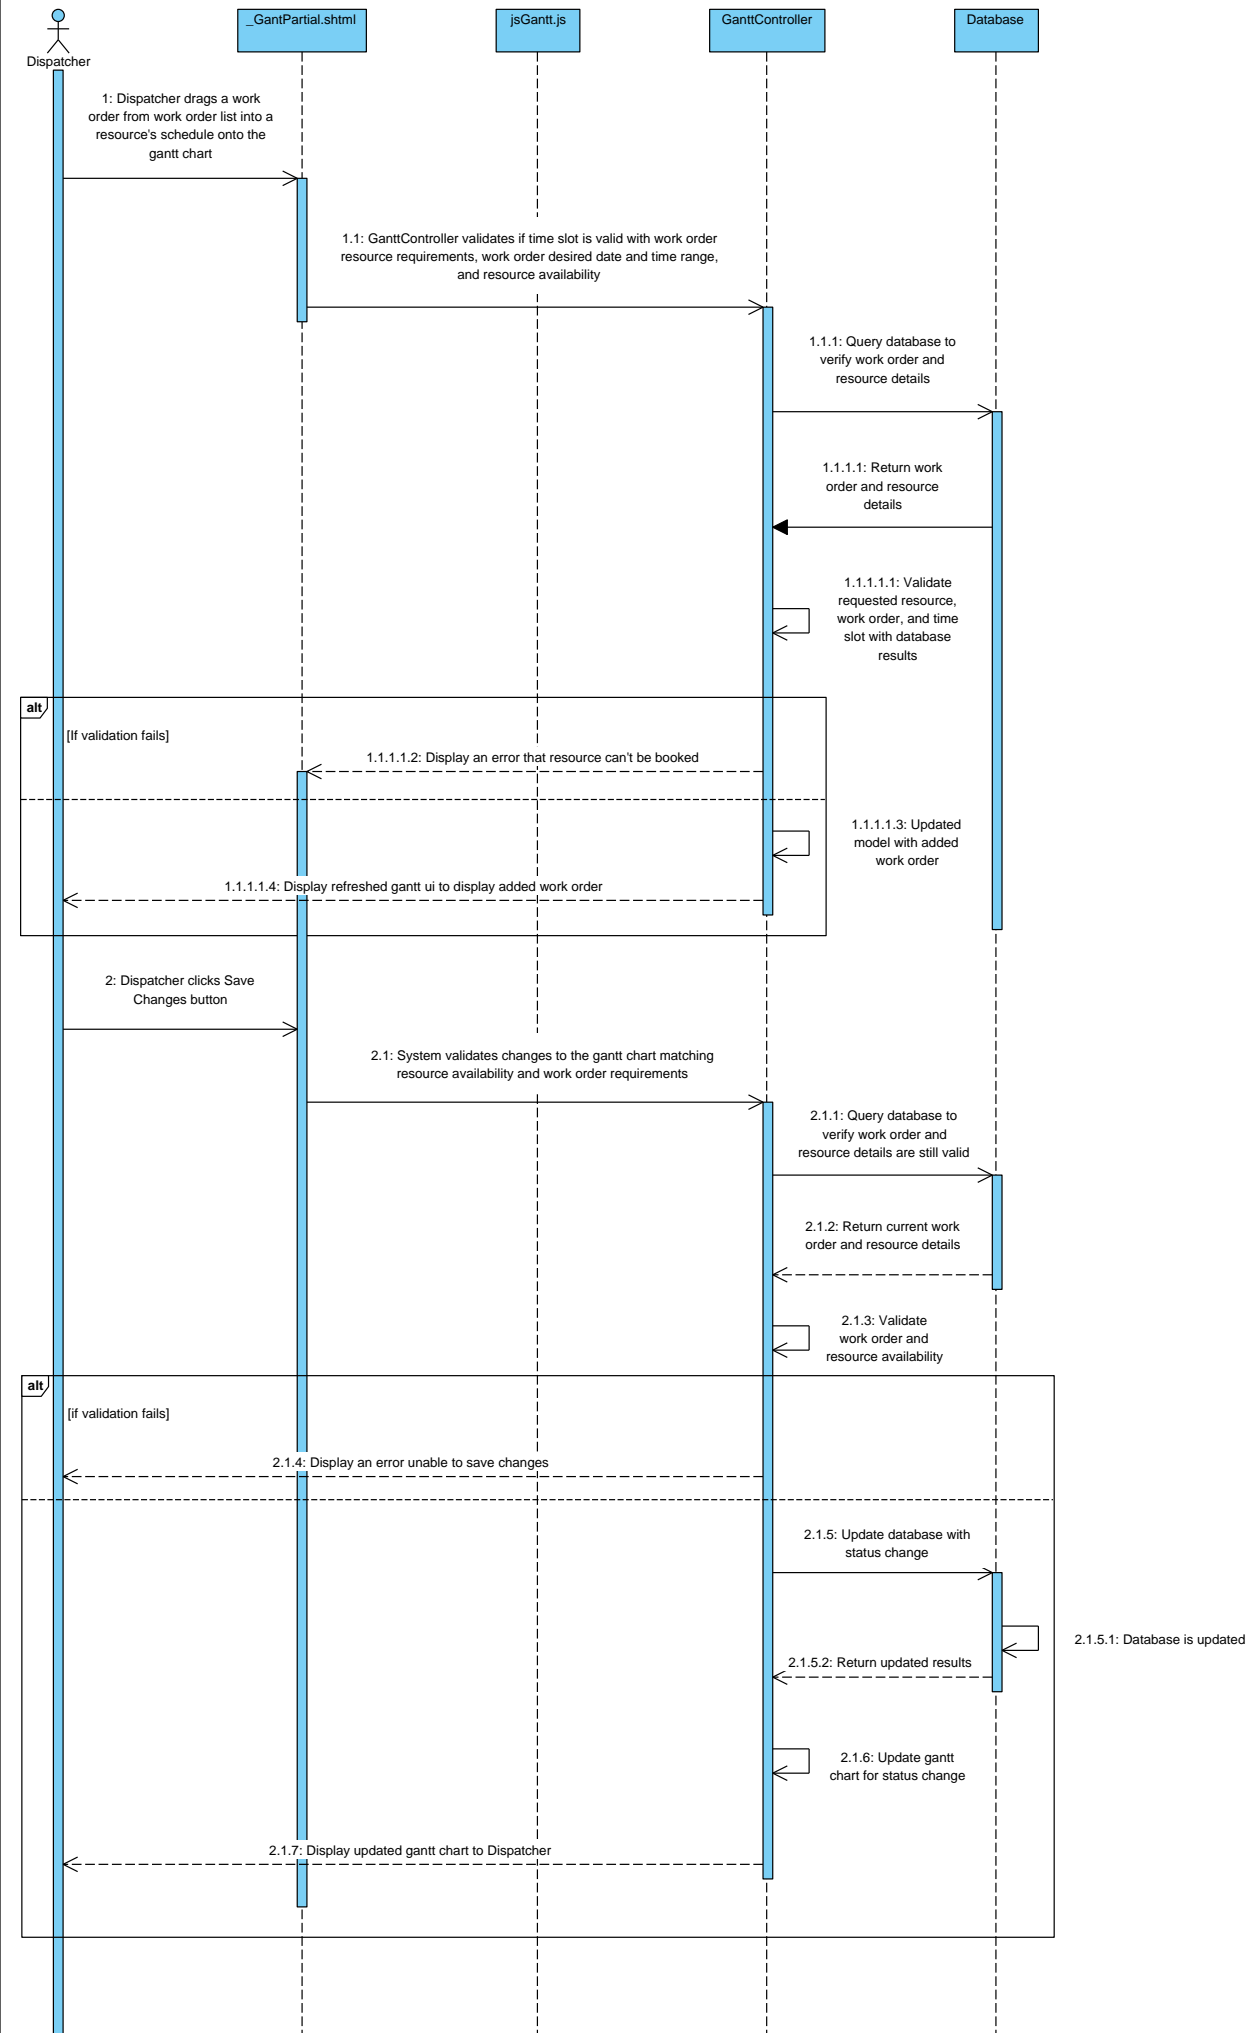 _GantPartial.shtml
jsGantt.js
GanttController
Database
Dispatcher
1: Dispatcher drags a work
order from work order list into a
resource's schedule onto the
gantt chart
1.1: GanttController validates if time slot is valid with work order
resource requirements, work order desired date and time range,
and resource availability
1.1.1: Query database to
verify work order and
resource details
1.1.1.1: Return work
order and resource
details
1.1.1.1.1: Validate
requested resource,
work order, and time
slot with database
results
alt
[If validation fails]
1.1.1.1.2: Display an error that resource can't be booked
1.1.1.1.3: Updated
model with added
work order
1.1.1.1.4: Display refreshed gantt ui to display added work order
2: Dispatcher clicks Save
Changes button
2.1: System validates changes to the gantt chart matching
resource availability and work order requirements
2.1.1: Query database to
verify work order and
resource details are still valid
2.1.2: Return current work
order and resource details
2.1.3: Validate
work order and
resource availability
alt
[if validation fails]
2.1.4: Display an error unable to save changes
2.1.5: Update database with
status change
2.1.5.1: Database is updated
2.1.5.2: Return updated results
2.1.6: Update gantt
chart for status change
2.1.7: Display updated gantt chart to Dispatcher